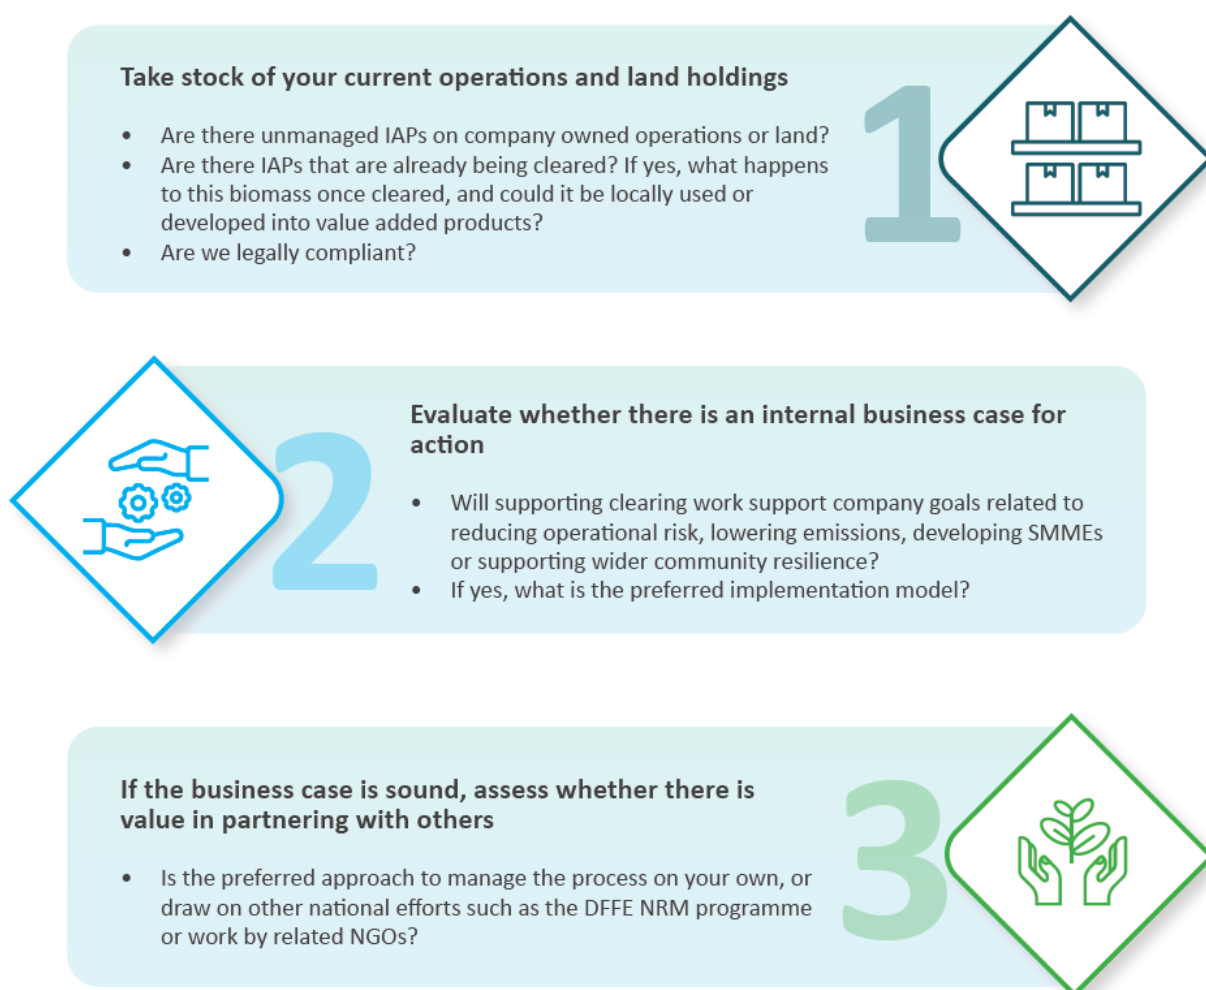 Take stock of your current operations and land holdings
• Are there unmanaged IAPs on company owned operations or land?
• Are there IAPs that are already being cleared? If yes, what happens
to this biomass once cleared, and could it be locally used or
developed into value added products?
• Are we legally compliant?
1
2
Evaluate whether there is an internal business case for
action
• Will supporting clearing work support company goals related to
reducing operational risk, lowering emissions, developing SMMEs
or supporting wider community resilience?
• If yes, what is the preferred implementation model?
If the business case is sound, assess whether there is
value in partnering with others
• Is the preferred approach to manage the process on your own, or
draw on other national efforts such as the DFFE NRM programme
or work by related NGOs?
3